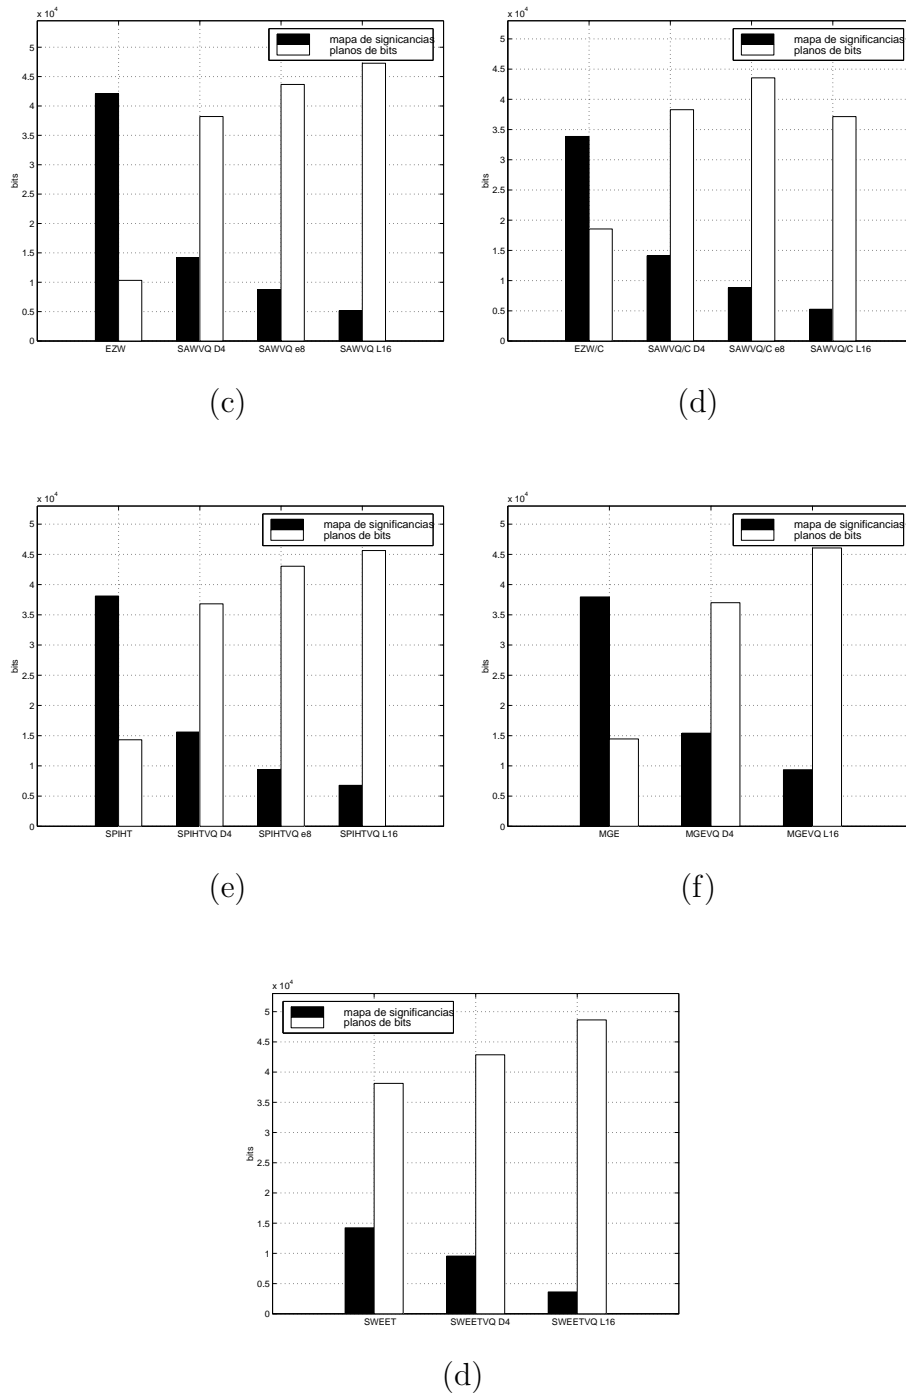 x 10^4
mapa de significancias
planos de bits
5
4.5
4
3.5
3
2.5
2
1.5
1
0.5
0
bits
EZW SAWVQ D4 SAWVQ e8 SAWVQ L16
(c)
x 10^4
mapa de significancias
planos de bits
5
4.5
4
3.5
3
2.5
2
1.5
1
0.5
0
bits
EZW/C SAWVQ/C D4 SAWVQ/C e8 SAWVQ/C L16
(d)
x 10^4
mapa de significancias
planos de bits
5
4.5
4
3.5
3
2.5
2
1.5
1
0.5
0
bits
SPIHT SPIHTVQ D4 SPIHTVQ e8 SPIHTVQ L16
(e)
x 10^4
mapa de significancias
planos de bits
5
4.5
4
3.5
3
2.5
2
1.5
1
0.5
0
bits
MGE MGEVQ D4 MGEVQ L16
(f)
x 10^4
mapa de significancias
planos de bits
5
4.5
4
3.5
3
2.5
2
1.5
1
0.5
0
bits
SWEET SWEETVQ D4 SWEETVQ L16
(d)